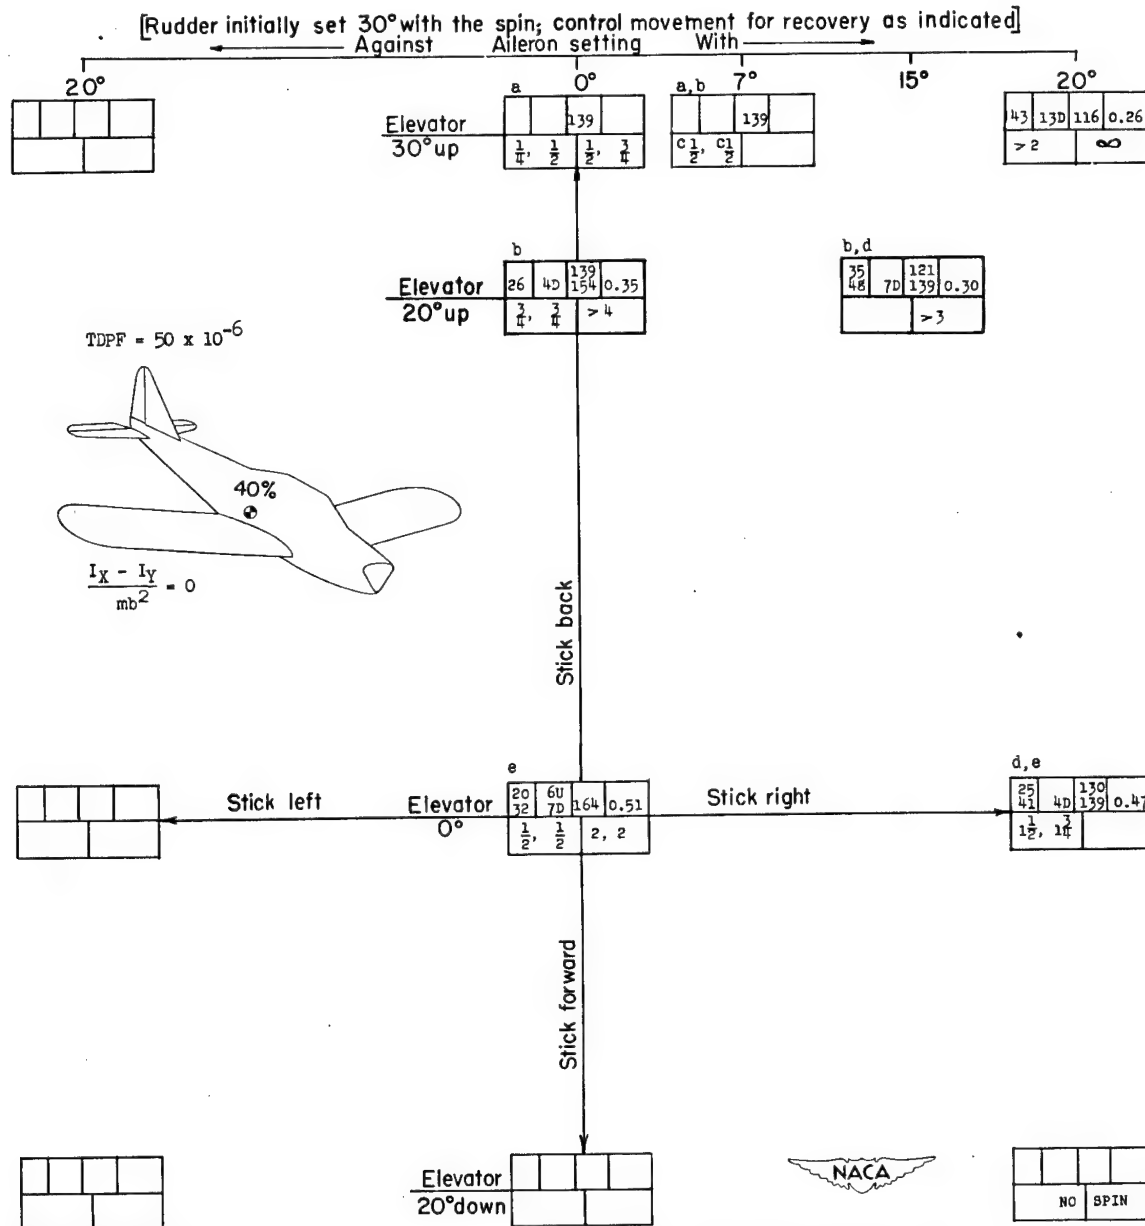 [Rudder initially set 30° with the spin; control movement for recovery as indicated]
Against Aileron setting With
20° 0° 7° 15° 20°
a a,b
Elevator 139 139 43 13D 116 0.26
30° up 1/4, 1/2 1/2, 3/4 c1/2, c1/2 >2 ∞
b b,d
139 35 121
Elevator 26 4D 154 0.35 48 7D 139 0.30
20° up 3/4, 3/4 >4 >3
TDPF = 50 x 10⁻⁶
40%
I_X - I_Y
mb² = 0
Stick back
e d,e
20 6U 25 130
Stick left Elevator 32 7D 164 0.51 Stick right 41 4D 139 0.47
0° 1/2, 1/2 2, 2 1 1/2, 1 3/4
Stick forward
Elevator
20° down
NACA
NO SPIN